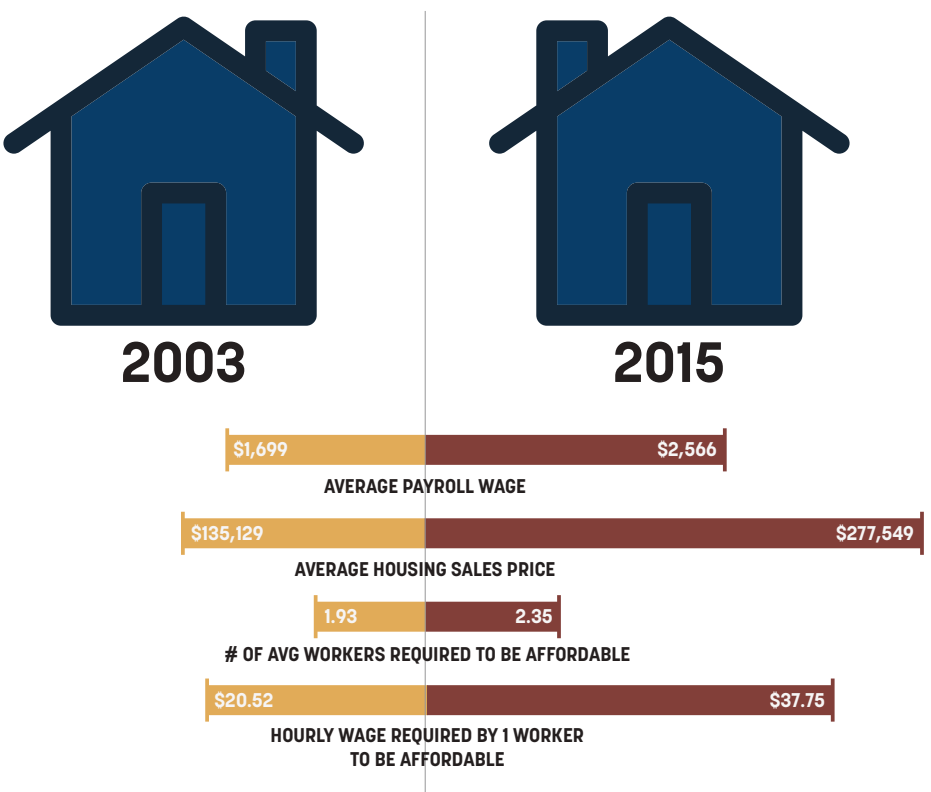 2003 2015
$1,699 $2,566
AVERAGE PAYROLL WAGE
$135,129 $277,549
AVERAGE HOUSING SALES PRICE
1.93 2.35
# OF AVG WORKERS REQUIRED TO BE AFFORDABLE
$20.52 $37.75
HOURLY WAGE REQUIRED BY 1 WORKER
TO BE AFFORDABLE